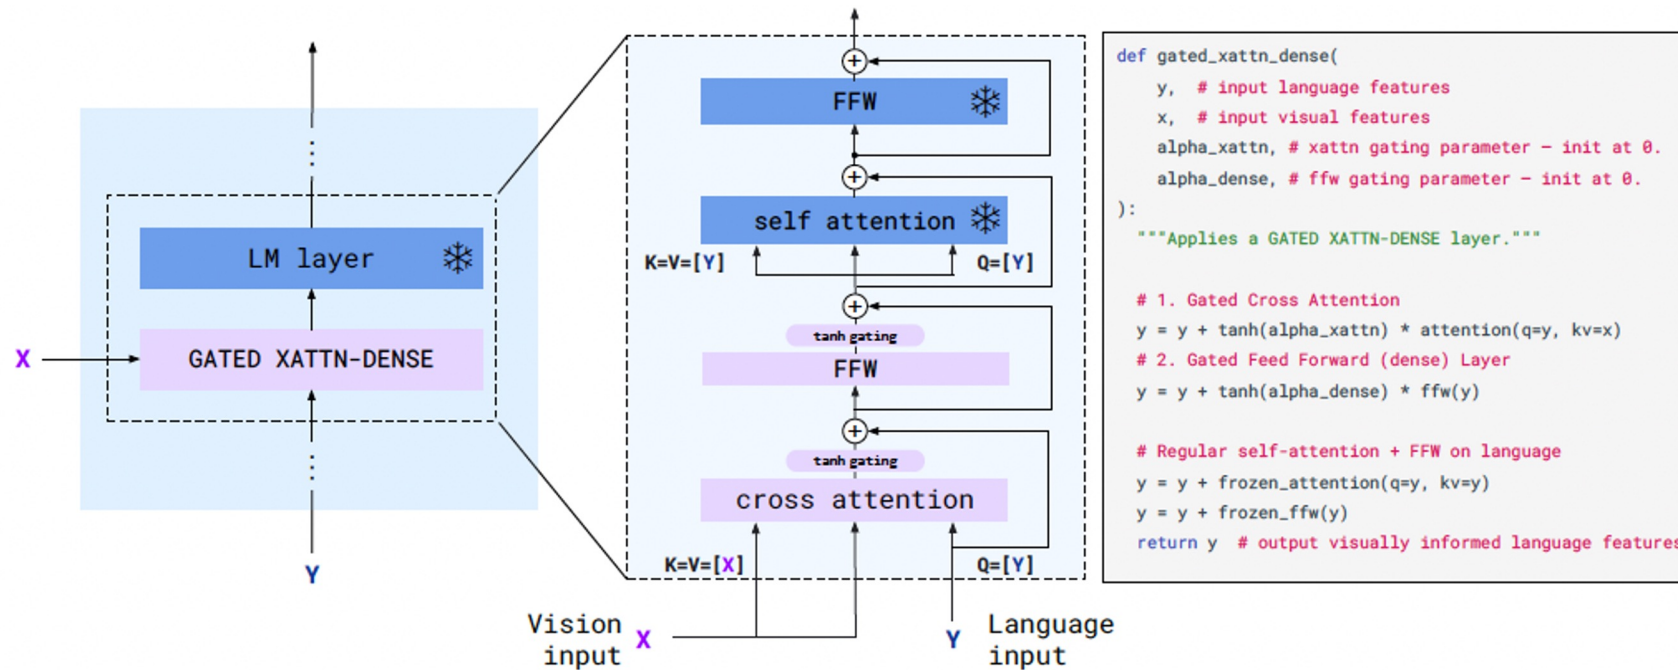 LM layer
X
GATED XATTN-DENSE
Y
FFW
self attention
K=V=[Y]
Q=[Y]
tanh gating
FFW
tanh gating
cross attention
K=V=[X]
Q=[Y]
Vision
input
X
Y
Language
input
def gated_xattn_dense(
y, # input language features
x, # input visual features
alpha_xattn, # xattn gating parameter – init at 0.
alpha_dense, # ffw gating parameter – init at 0.
):
"""Applies a GATED XATTN-DENSE layer."""
# 1. Gated Cross Attention
y = y + tanh(alpha_xattn) * attention(q=y, kv=x)
# 2. Gated Feed Forward (dense) Layer
y = y + tanh(alpha_dense) * ffw(y)
# Regular self-attention + FFW on language
y = y + frozen_attention(q=y, kv=y)
y = y + frozen_ffw(y)
return y # output visually informed language features